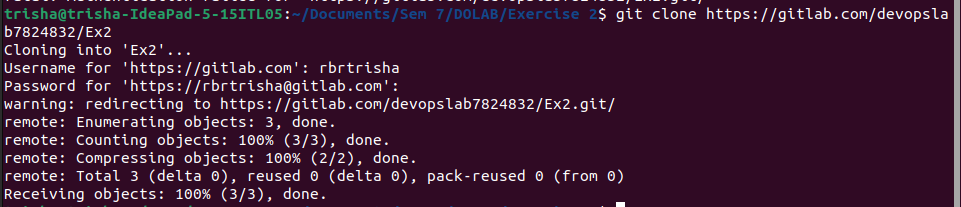 trisha@trisha-IdeaPad-5-15ITL05:~/Documents/Sem 7/DOLAB/Exercise 2$ git clone https://gitlab.com/devopsla
b7824832/Ex2
Cloning into 'Ex2'...
Username for 'https://gitlab.com': rbrtrisha
Password for 'https://rbrtrisha@gitlab.com':
warning: redirecting to https://gitlab.com/devopslab7824832/Ex2.git/
remote: Enumerating objects: 3, done.
remote: Counting objects: 100% (3/3), done.
remote: Compressing objects: 100% (2/2), done.
remote: Total 3 (delta 0), reused 0 (delta 0), pack-reused 0 (from 0)
Receiving objects: 100% (3/3), done.